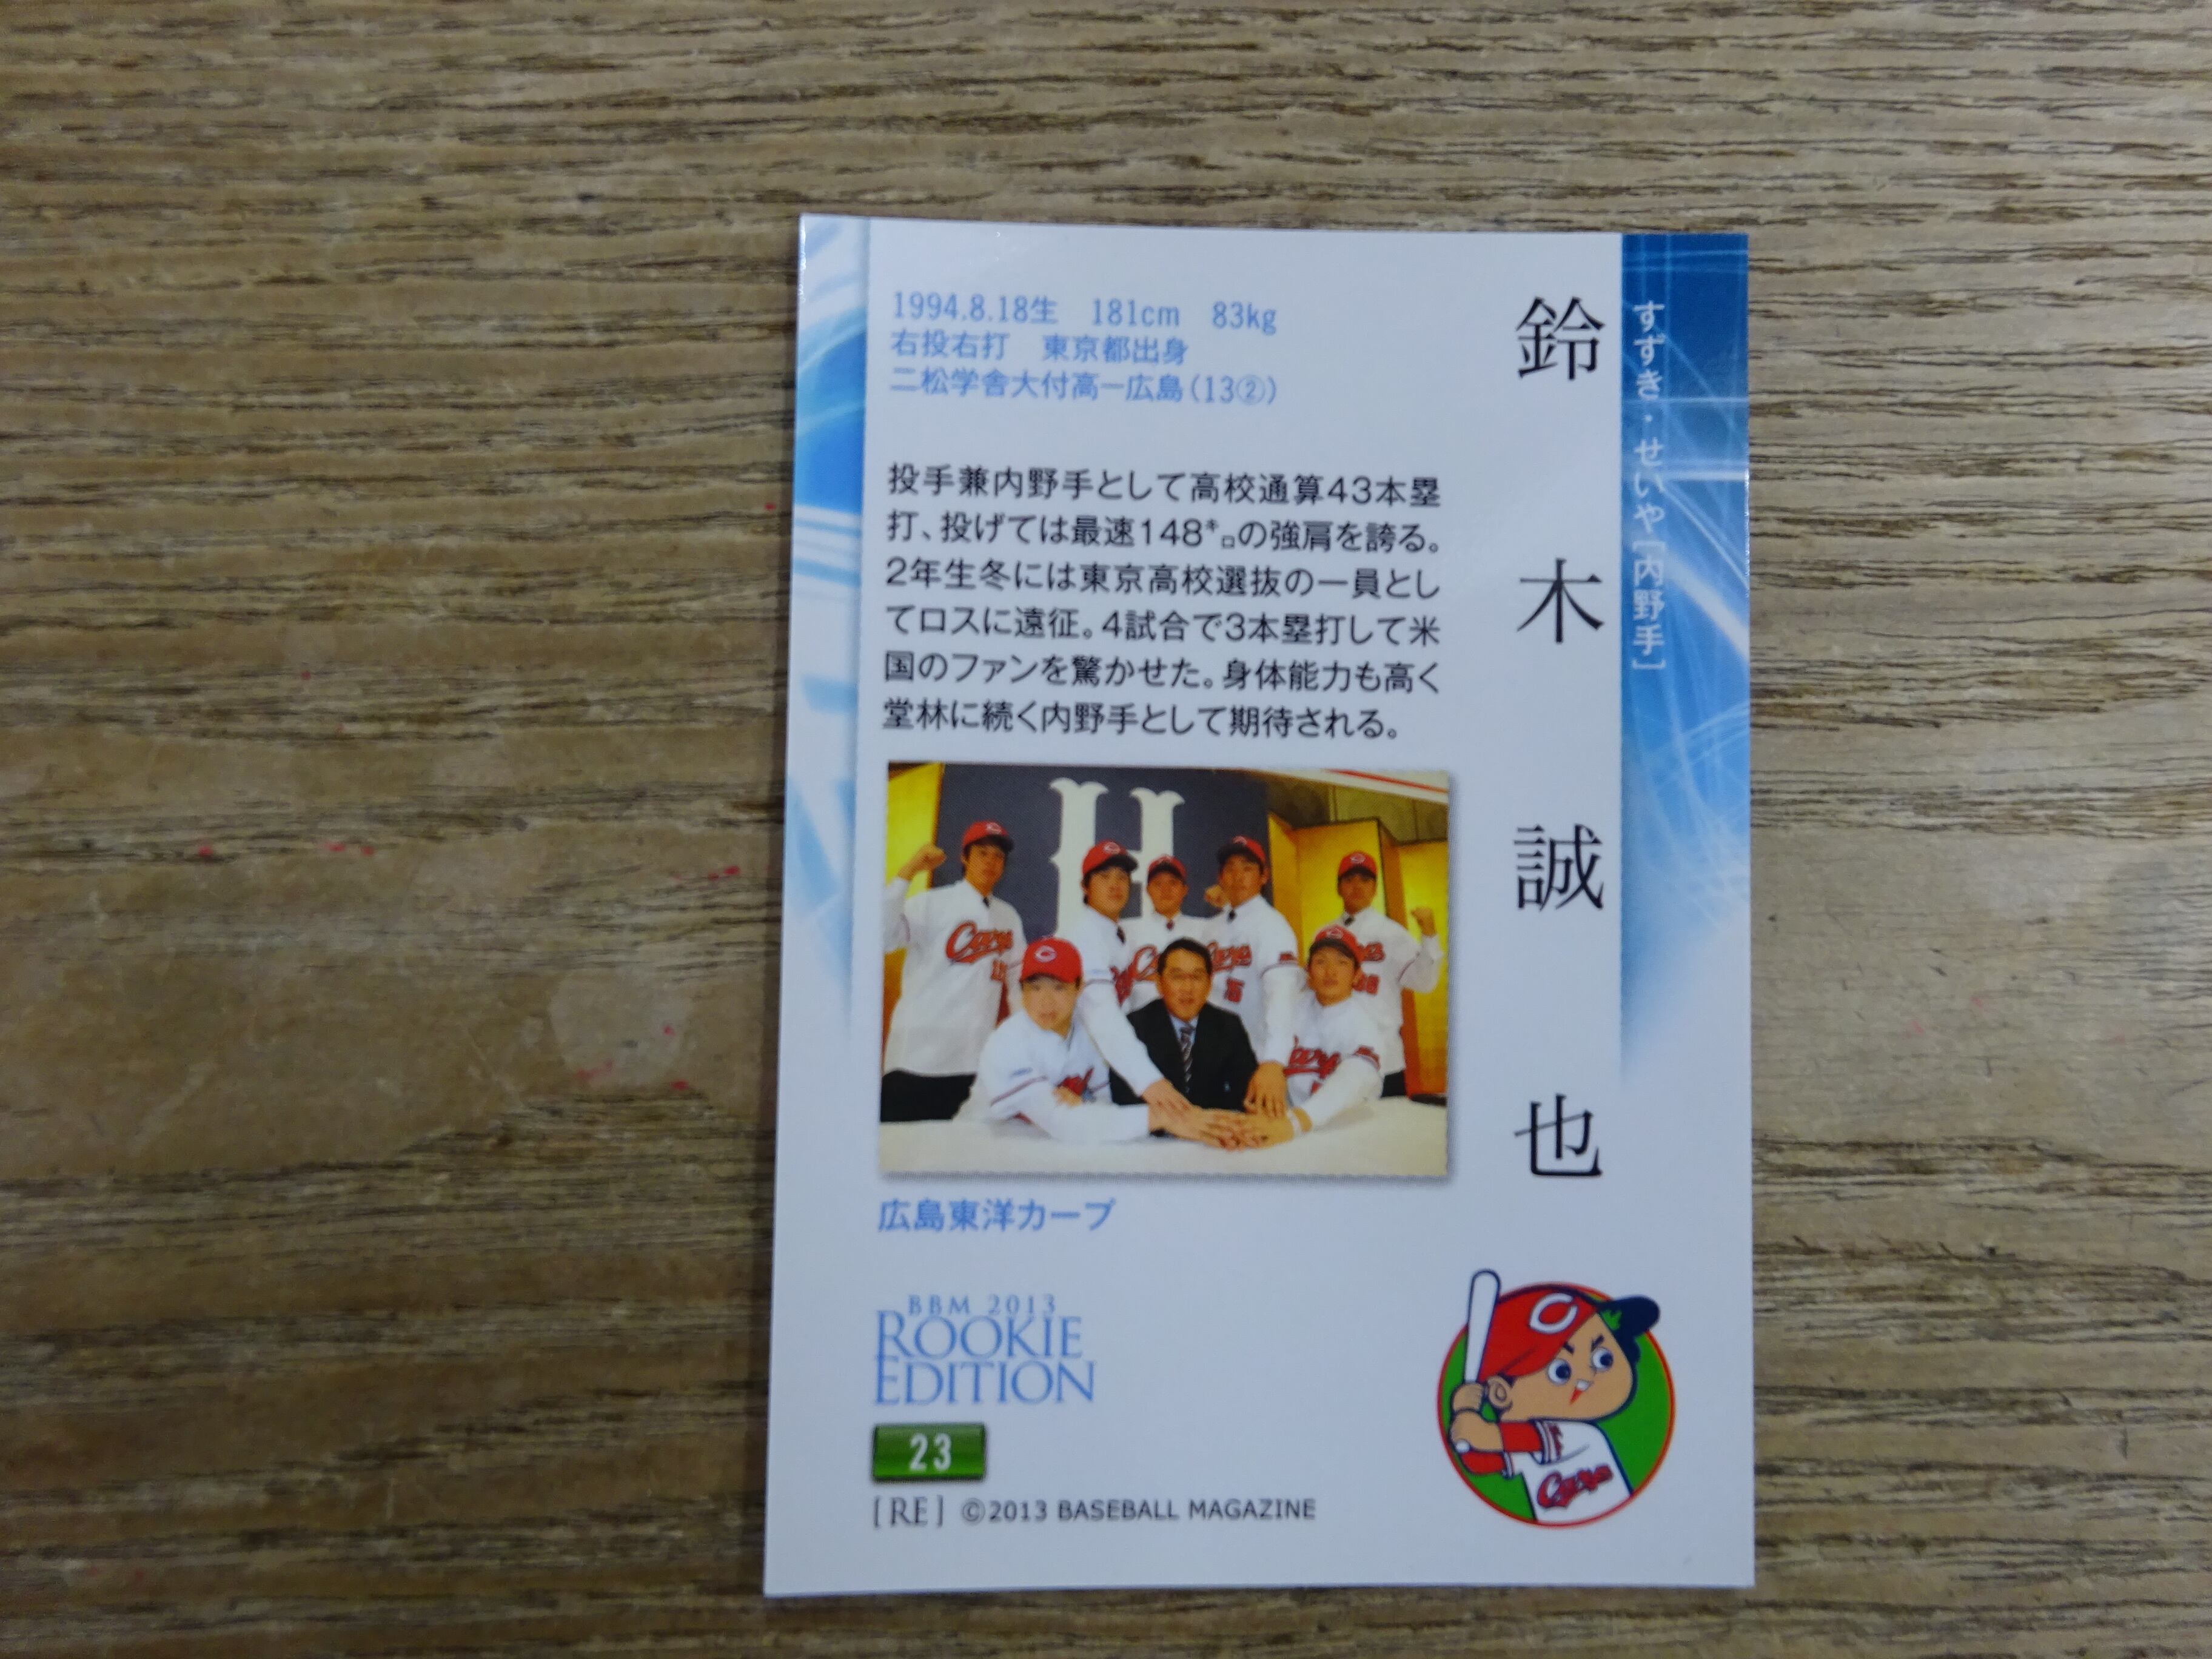 すずき・せいや[内野手]
鈴木誠也
1994.8.18生 181cm 83kg
右投右打 東京都出身
二松学舎大付高－広島(13②)
投手兼内野手として高校通算43本塁
打、投げては最速148㌔の強肩を誇る。
2年生冬には東京高校選抜の一員とし
てロスに遠征。4試合で3本塁打して米
国のファンを驚かせた。身体能力も高く
堂林に続く内野手として期待される。
H
Carp
広島東洋カープ
BBM 2013
ROOKIE
EDITION
23
[RE] ©2013 BASEBALL MAGAZINE
C
Carp